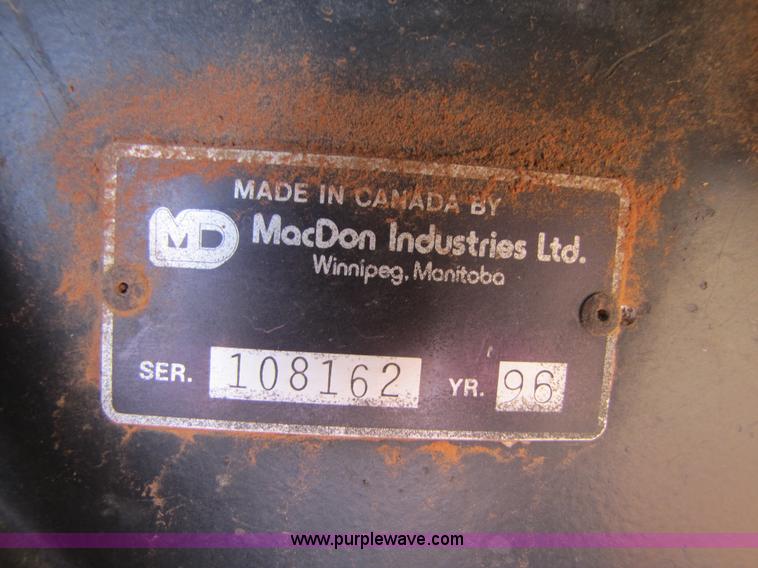 MADE IN CANADA BY
MD MacDon Industries Ltd.
Winnipeg, Manitoba
SER. 108162 YR. 96
www.purplewave.com